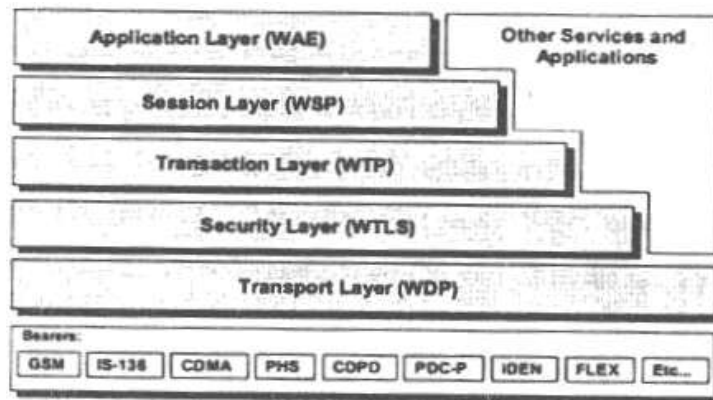 Application Layer (WAE)
Other Services and
Applications
Session Layer (WSP)
Transaction Layer (WTP)
Security Layer (WTLS)
Transport Layer (WDP)
Bearers:
GSM IS-136 CDMA PHS CDPD PDC-P iDEN FLEX Etc...